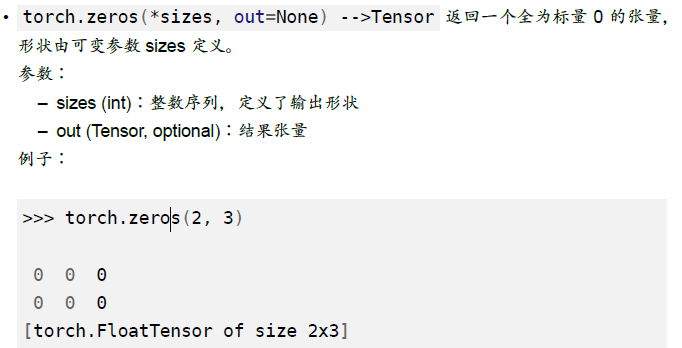 • torch.zeros(*sizes, out=None) -->Tensor 返回一个全为标量 0 的张量，
形状由可变参数 sizes 定义。
参数：
– sizes (int)：整数序列，定义了输出形状
– out (Tensor, optional)：结果张量
例子：
>>> torch.zeros(2, 3)
0 0 0
0 0 0
[torch.FloatTensor of size 2x3]